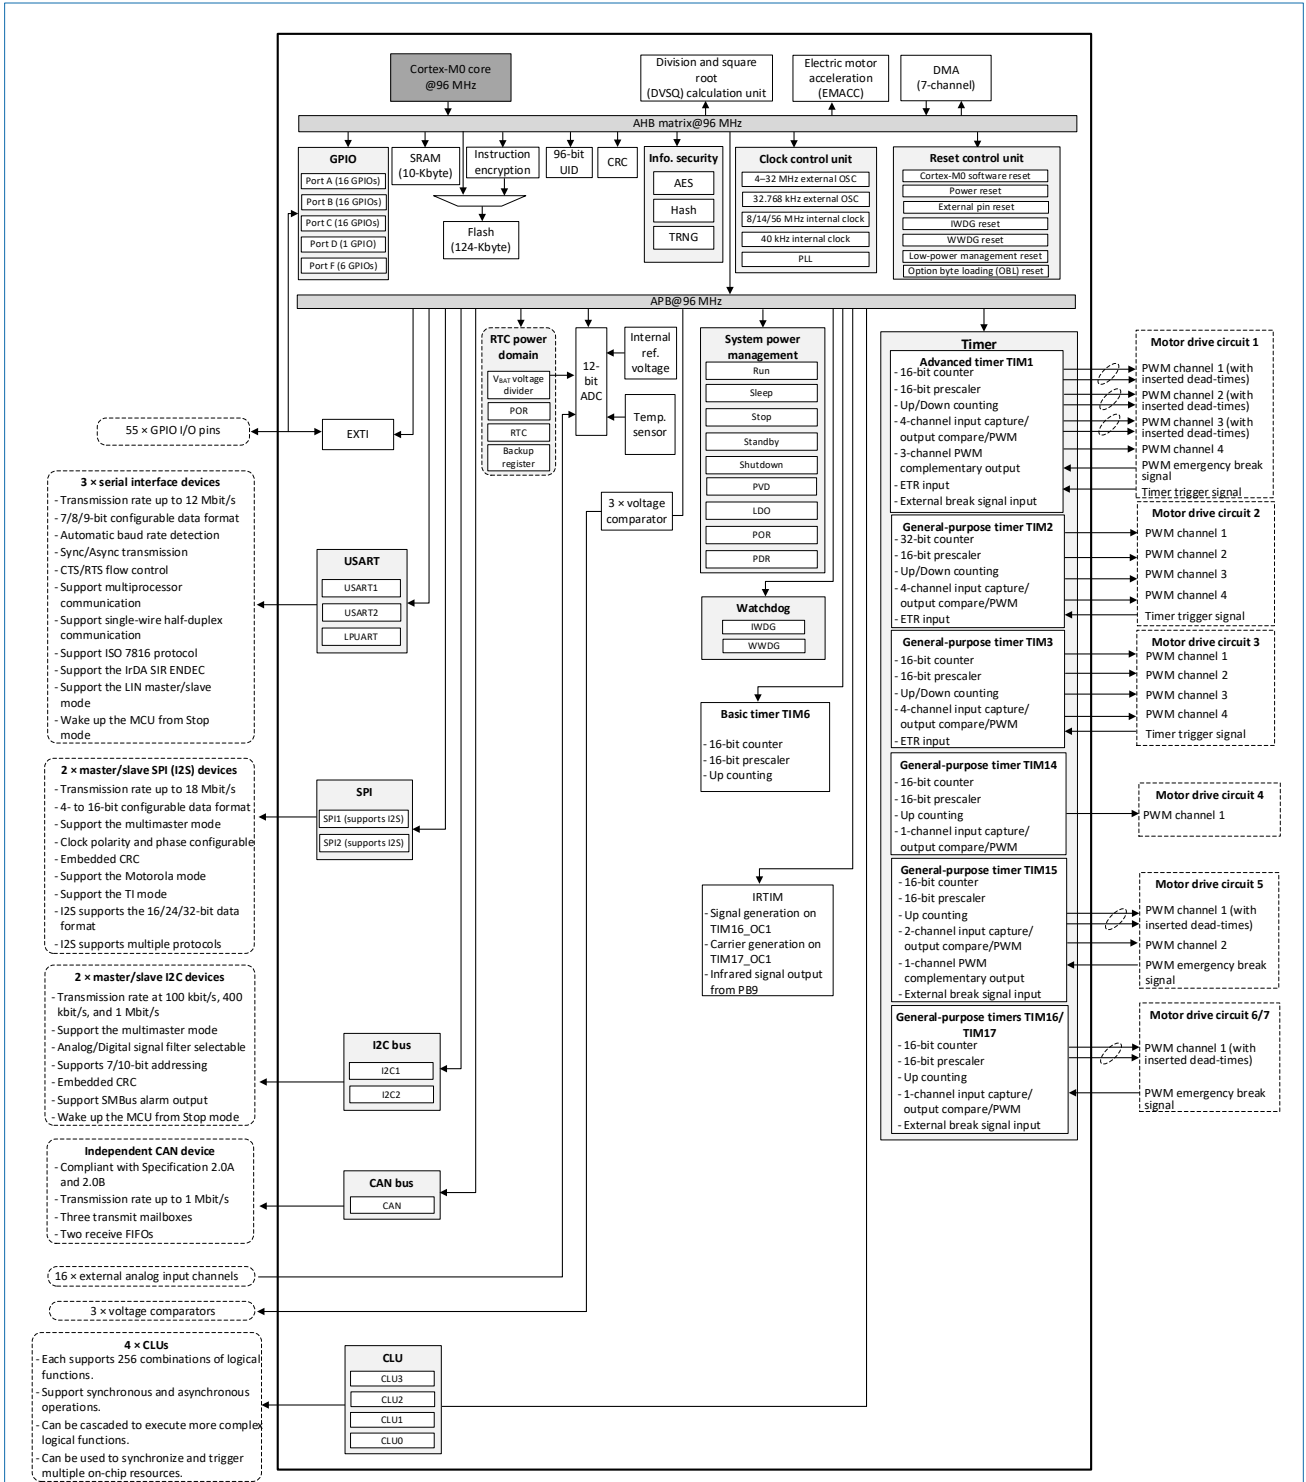 Cortex-M0 core
@96 MHz
Division and square
root
(DVSQ) calculation unit
Electric motor
acceleration
(EMACC)
DMA
(7-channel)
AHB matrix@96 MHz
GPIO
Port A (16 GPIOs)
Port B (16 GPIOs)
Port C (16 GPIOs)
Port D (1 GPIO)
Port F (6 GPIOs)
SRAM
(10-Kbyte)
Instruction
encryption
Flash
(124-Kbyte)
96-bit
UID
CRC
Info. security
AES
Hash
TRNG
Clock control unit
4–32 MHz external OSC
32.768 kHz external OSC
8/14/56 MHz internal clock
40 kHz internal clock
PLL
Reset control unit
Cortex-M0 software reset
Power reset
External pin reset
IWDG reset
WWDG reset
Low-power management reset
Option byte loading (OBL) reset
APB@96 MHz
55 × GPIO I/O pins
EXTI
RTC power
domain
VBAT voltage
divider
POR
RTC
Backup
register
12-
bit
ADC
Internal
ref.
voltage
Temp.
sensor
3 × voltage
comparator
System power
management
Run
Sleep
Stop
Standby
Shutdown
PVD
LDO
POR
PDR
Watchdog
IWDG
WWDG
Basic timer TIM6
- 16-bit counter
- 16-bit prescaler
- Up counting
IRTIM
- Signal generation on
TIM16_OC1
- Carrier generation on
TIM17_OC1
- Infrared signal output
from PB9
Timer
Advanced timer TIM1
- 16-bit counter
- 16-bit prescaler
- Up/Down counting
- 4-channel input capture/
output compare/PWM
- 3-channel PWM
complementary output
- ETR input
- External break signal input
General-purpose timer TIM2
- 32-bit counter
- 16-bit prescaler
- Up/Down counting
- 4-channel input capture/
output compare/PWM
- ETR input
General-purpose timer TIM3
- 16-bit counter
- 16-bit prescaler
- Up/Down counting
- 4-channel input capture/
output compare/PWM
- ETR input
General-purpose timer TIM14
- 16-bit counter
- 16-bit prescaler
- Up counting
- 1-channel input capture/
output compare/PWM
General-purpose timer TIM15
- 16-bit counter
- 16-bit prescaler
- Up counting
- 2-channel input capture/
output compare/PWM
- 1-channel PWM
complementary output
- External break signal input
General-purpose timers TIM16/
TIM17
- 16-bit counter
- 16-bit prescaler
- Up counting
- 1-channel input capture/
output compare/PWM
- External break signal input
Motor drive circuit 1
PWM channel 1 (with
inserted dead-times)
PWM channel 2 (with
inserted dead-times)
PWM channel 3 (with
inserted dead-times)
PWM channel 4
PWM emergency break
signal
Timer trigger signal
Motor drive circuit 2
PWM channel 1
PWM channel 2
PWM channel 3
PWM channel 4
Timer trigger signal
Motor drive circuit 3
PWM channel 1
PWM channel 2
PWM channel 3
PWM channel 4
Timer trigger signal
Motor drive circuit 4
PWM channel 1
Motor drive circuit 5
PWM channel 1 (with
inserted dead-times)
PWM channel 2
PWM emergency break
signal
Motor drive circuit 6/7
PWM channel 1 (with
inserted dead-times)
PWM emergency break
signal
3 × serial interface devices
- Transmission rate up to 12 Mbit/s
- 7/8/9-bit configurable data format
- Automatic baud rate detection
- Sync/Async transmission
- CTS/RTS flow control
- Support multiprocessor
communication
- Support single-wire half-duplex
communication
- Support ISO 7816 protocol
- Support the IrDA SIR ENDEC
- Support the LIN master/slave
mode
- Wake up the MCU from Stop
mode
USART
USART1
USART2
LPUART
2 × master/slave SPI (I2S) devices
- Transmission rate up to 18 Mbit/s
- 4- to 16-bit configurable data format
- Support the multimaster mode
- Clock polarity and phase configurable
- Embedded CRC
- Support the Motorola mode
- Support the TI mode
- I2S supports the 16/24/32-bit data
format
- I2S supports multiple protocols
SPI
SPI1 (supports I2S)
SPI2 (supports I2S)
2 × master/slave I2C devices
- Transmission rate at 100 kbit/s, 400
kbit/s, and 1 Mbit/s
- Support the multimaster mode
- Analog/Digital signal filter selectable
- Supports 7/10-bit addressing
- Embedded CRC
- Support SMBus alarm output
- Wake up the MCU from Stop mode
I2C bus
I2C1
I2C2
Independent CAN device
- Compliant with Specification 2.0A
and 2.0B
- Transmission rate up to 1 Mbit/s
- Three transmit mailboxes
- Two receive FIFOs
CAN bus
CAN
16 × external analog input channels
3 × voltage comparators
4 × CLUs
- Each supports 256 combinations of logical
functions.
- Support synchronous and asynchronous
operations.
- Can be cascaded to execute more complex
logical functions.
- Can be used to synchronize and trigger
multiple on-chip resources.
CLU
CLU3
CLU2
CLU1
CLU0